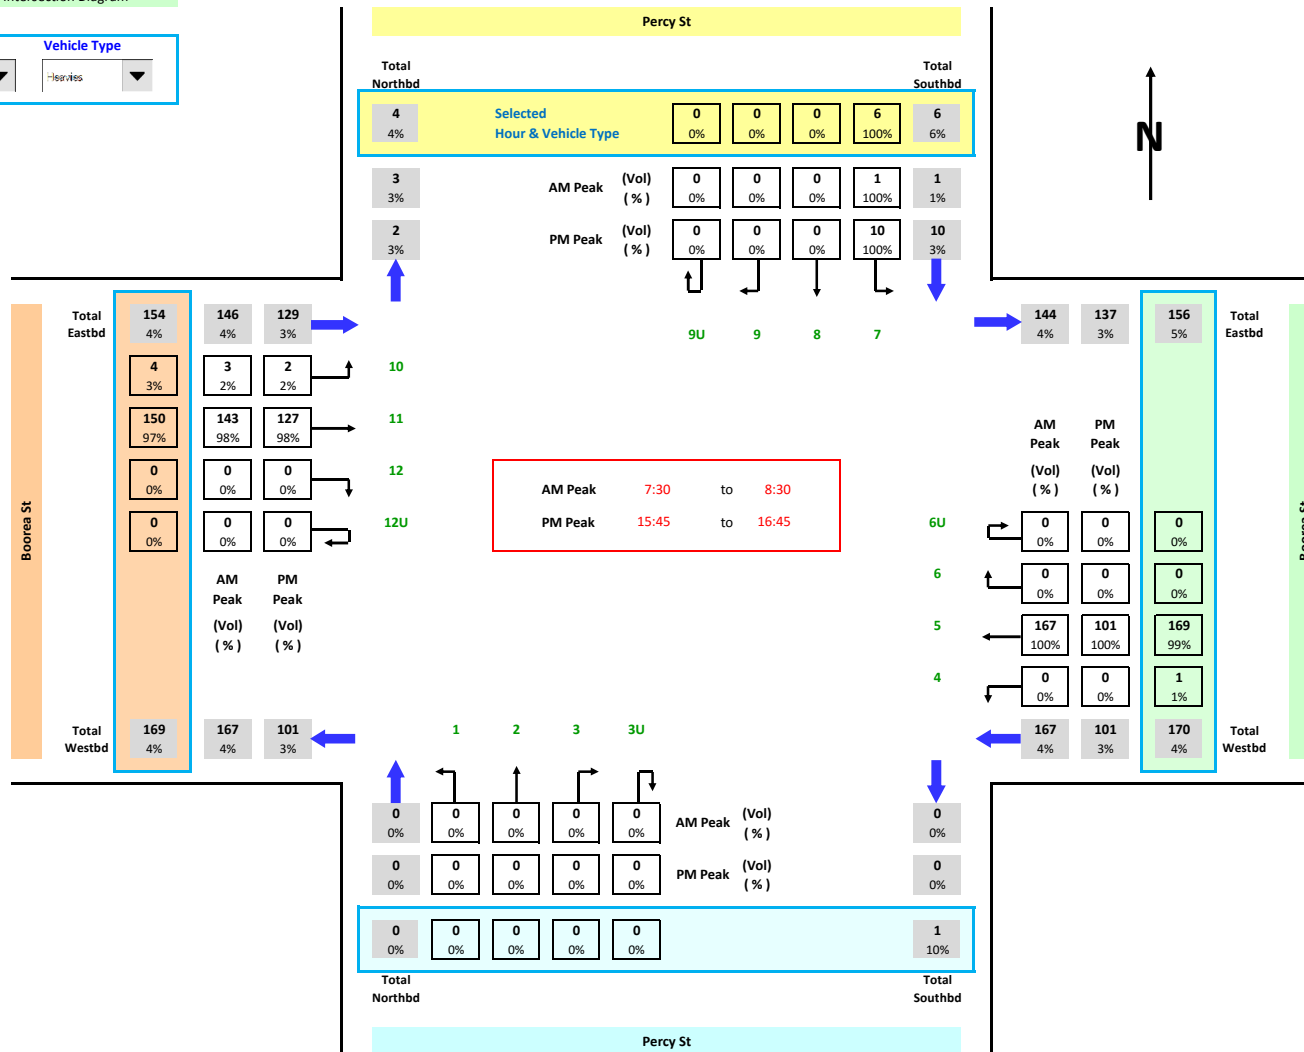 Intersection Diagram
Vehicle Type
Heavies
Percy St
Total Northbd
Total Southbd
4 4%
Selected Hour & Vehicle Type
0 0%
0 0%
0 0%
6 100%
6 6%
3 3%
AM Peak (Vol) ( % )
0 0%
0 0%
0 0%
1 100%
1 1%
2 3%
PM Peak (Vol) ( % )
0 0%
0 0%
0 0%
10 100%
10 3%
N
9U 9 8 7
Boorea St
Total Eastbd
154 4%
146 4%
129 3%
4 3%
3 2%
2 2%
10
150 97%
143 98%
127 98%
11
0 0%
0 0%
0 0%
12
0 0%
0 0%
0 0%
12U
AM Peak (Vol) ( % )
PM Peak (Vol) ( % )
Total Westbd
169 4%
167 4%
101 3%
AM Peak 7:30 to 8:30
PM Peak 15:45 to 16:45
144 4%
137 3%
156 5%
Total Eastbd
AM Peak (Vol) ( % )
PM Peak (Vol) ( % )
6U
0 0%
0 0%
0 0%
6
0 0%
0 0%
0 0%
5
167 100%
101 100%
169 99%
4
0 0%
0 0%
1 1%
167 4%
101 3%
170 4%
Total Westbd
Boorea St
1 2 3 3U
0 0%
0 0%
0 0%
0 0%
0 0%
AM Peak (Vol) ( % )
0 0%
0 0%
0 0%
0 0%
0 0%
0 0%
PM Peak (Vol) ( % )
0 0%
0 0%
0 0%
0 0%
0 0%
0 0%
1 10%
Total Northbd
Total Southbd
Percy St